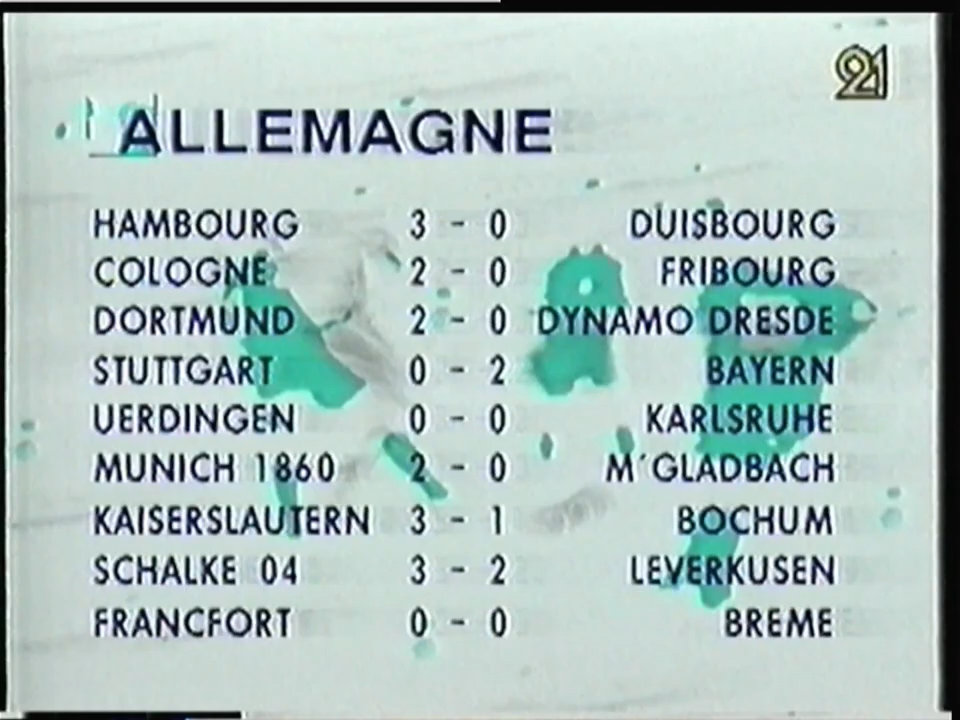 21
ALLEMAGNE
HAMBOURG 3 - 0 DUISBOURG
COLOGNE 2 - 0 FRIBOURG
DORTMUND 2 - 0 DYNAMO DRESDE
STUTTGART 0 - 2 BAYERN
UERDINGEN 0 - 0 KARLSRUHE
MUNICH 1860 2 - 0 M'GLADBACH
KAISERSLAUTERN 3 - 1 BOCHUM
SCHALKE 04 3 - 2 LEVERKUSEN
FRANCFORT 0 - 0 BREME